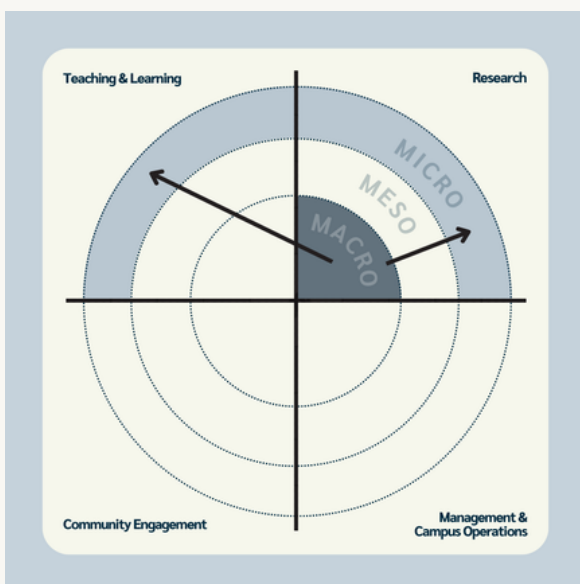 Teaching & Learning
Research
MICRO
MESO
MACRO
Community Engagement
Management &
Campus Operations